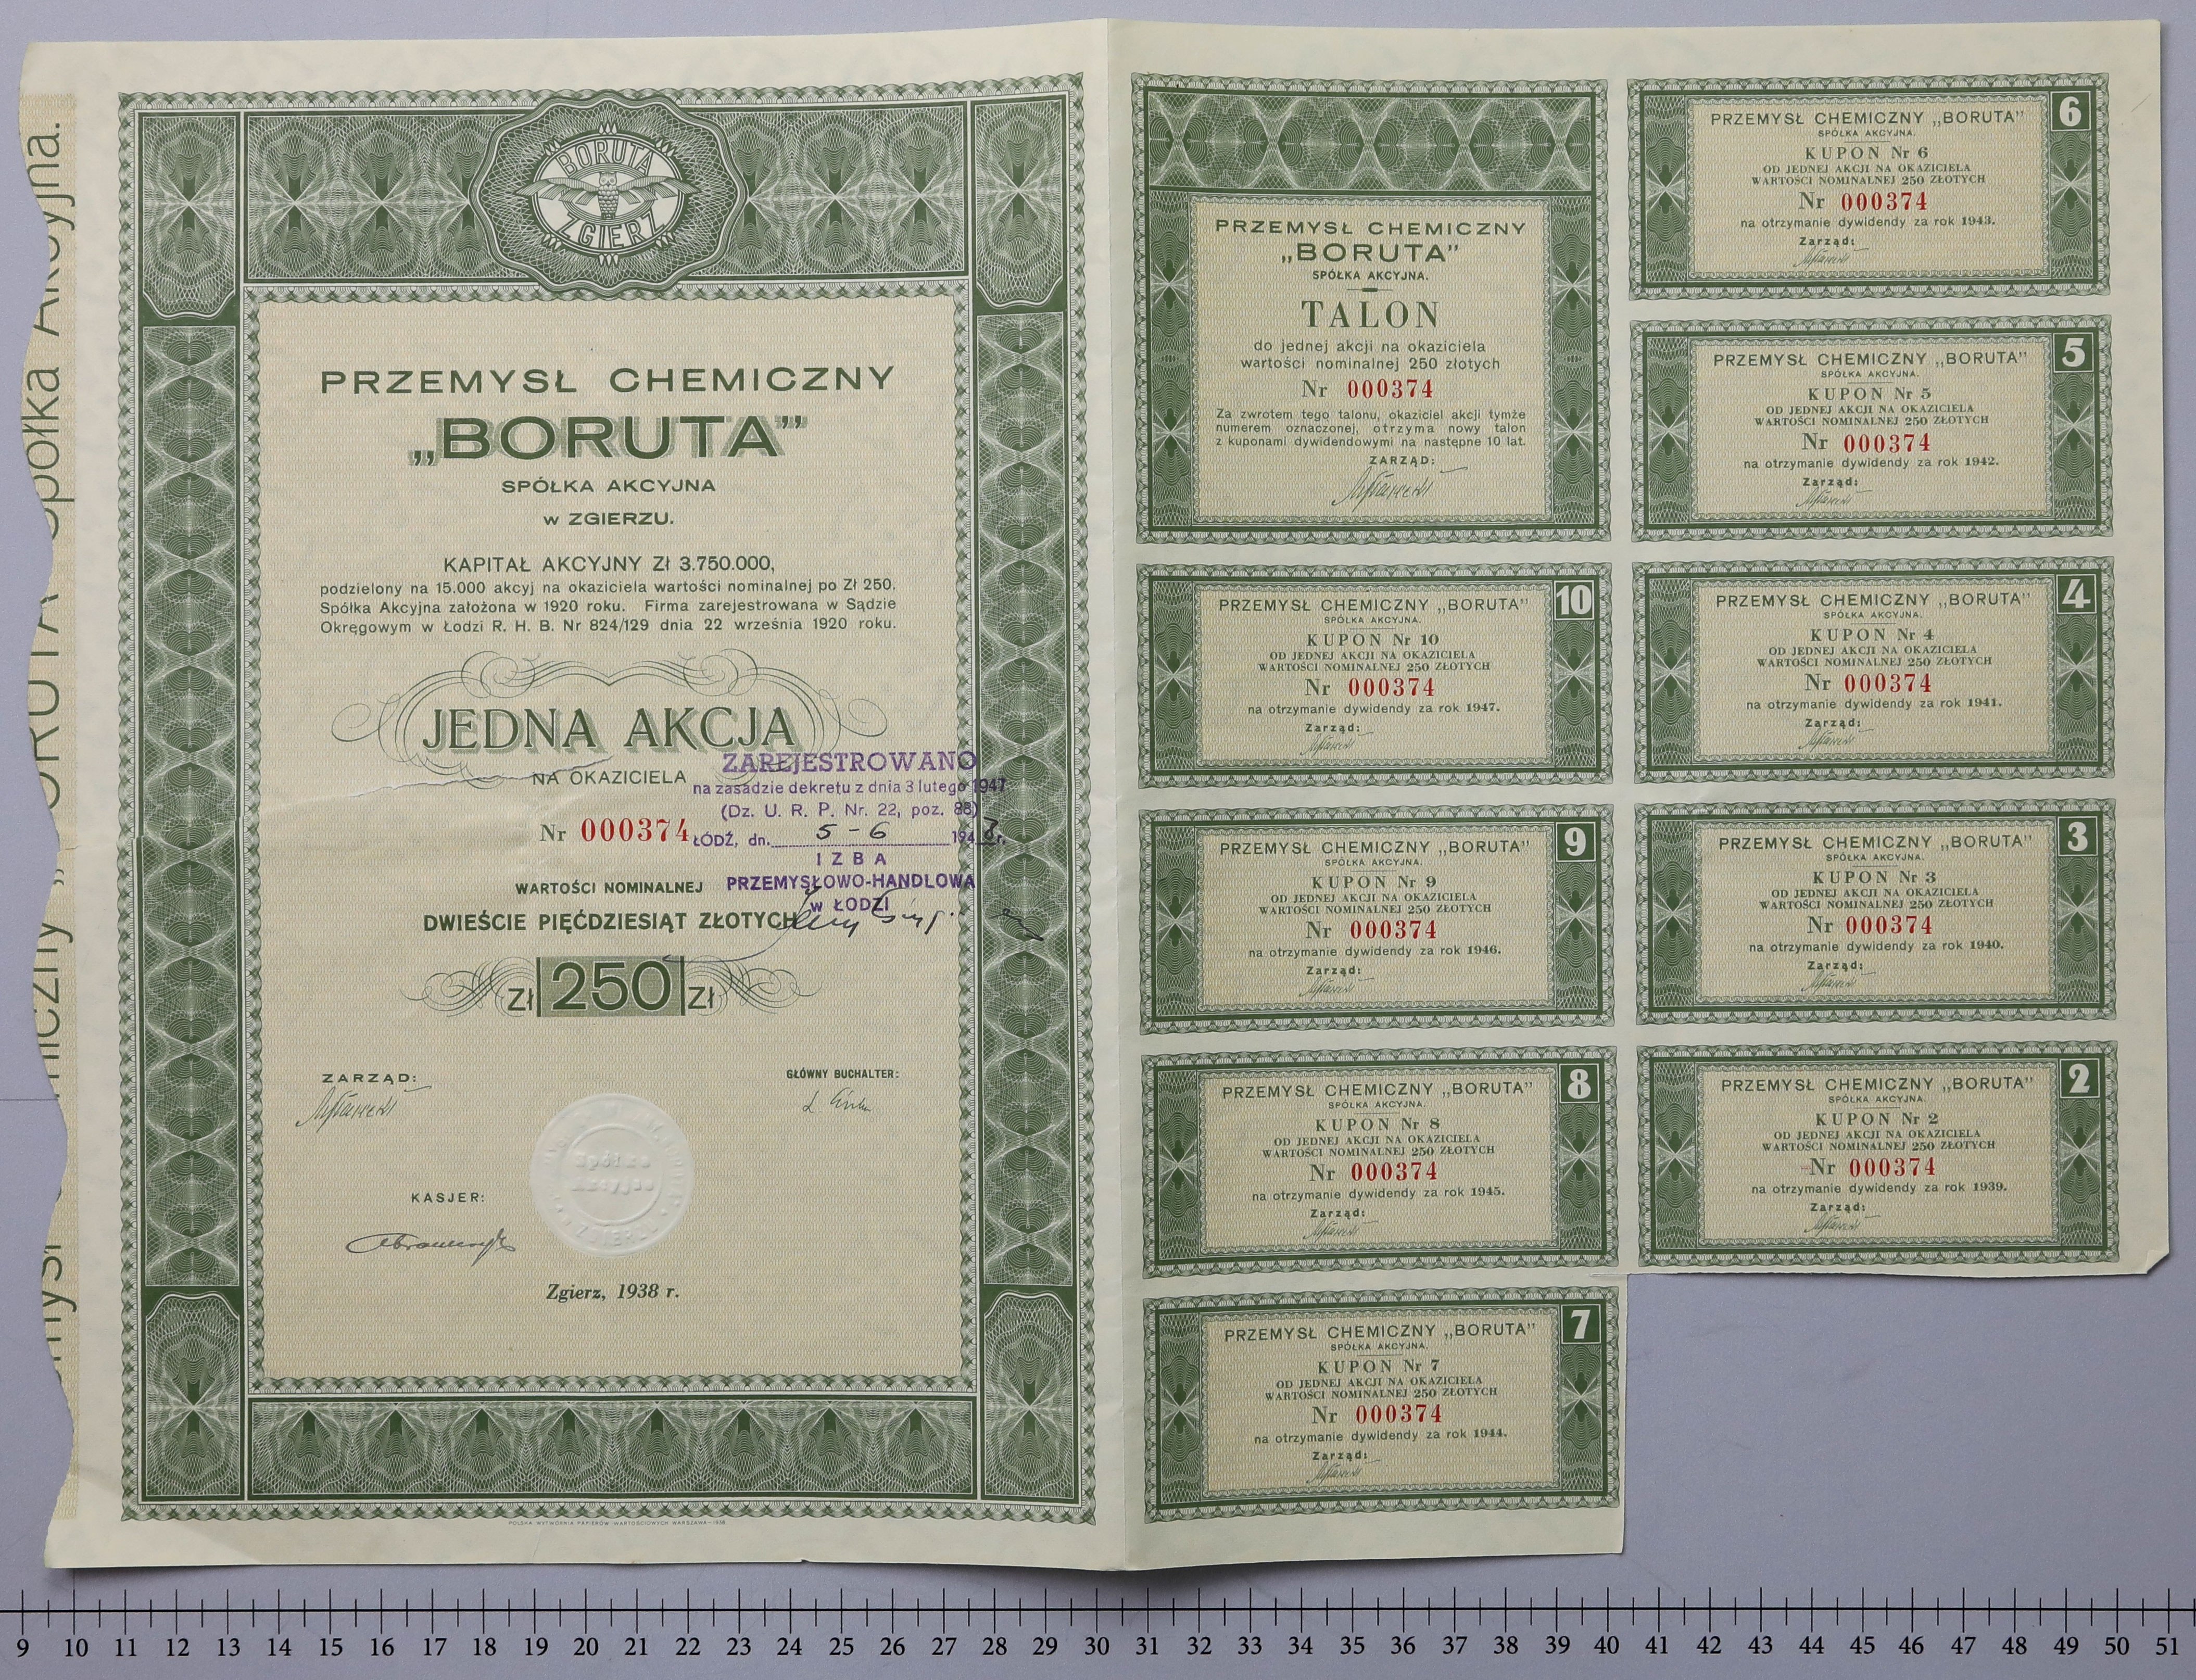 BORUTA
ZGIERZ
PRZEMYSŁ CHEMICZNY
„BORUTA"
SPÓŁKA AKCYJNA
w ZGIERZU.
KAPITAŁ AKCYJNY Zł 3.750.000,
podzielony na 15.000 akcyj na okaziciela wartości nominalnej po Zł 250.
Spółka Akcyjna założona w 1920 roku. Firma zarejestrowana w Sądzie
Okręgowym w Łodzi R. H. B. Nr 824/129 dnia 22 września 1920 roku.
JEDNA AKCJA
NA OKAZICIELA
Nr 000374
WARTOŚCI NOMINALNEJ
DWIEŚCIE PIĘĆDZIESIĄT ZŁOTYCH
Zł 250 Zł
ZAREJESTROWANO
na zasadzie dekretu z dnia 3 lutego 1947
(Dz. U. R. P. Nr. 22, poz. 88)
ŁÓDŹ, dn. 5-6 1948 r.
IZBA
PRZEMYSŁOWO-HANDLOWA
w ŁODZI
ZARZĄD:
GŁÓWNY BUCHALTER:
KASJER:
Spółka
Akcyjna
Zgierz, 1938 r.
POLSKA WYTWÓRNIA PAPIERÓW WARTOŚCIOWYCH WARSZAWA - 1938
Spółka Akcyjna.
PRZEMYSŁ CHEMICZNY
„BORUTA"
SPÓŁKA AKCYJNA.
TALON
do jednej akcji na okaziciela
wartości nominalnej 250 złotych
Nr 000374
Za zwrotem tego talonu, okaziciel akcji tymże
numerem oznaczonej, otrzyma nowy talon
z kuponami dywidendowymi na następne 10 lat.
ZARZĄD:
10
PRZEMYSŁ CHEMICZNY „BORUTA"
SPÓŁKA AKCYJNA.
KUPON Nr 10
OD JEDNEJ AKCJI NA OKAZICIELA
WARTOŚCI NOMINALNEJ 250 ZŁOTYCH
Nr 000374
na otrzymanie dywidendy za rok 1947.
Zarząd:
9
PRZEMYSŁ CHEMICZNY „BORUTA"
SPÓŁKA AKCYJNA.
KUPON Nr 9
OD JEDNEJ AKCJI NA OKAZICIELA
WARTOŚCI NOMINALNEJ 250 ZŁOTYCH
Nr 000374
na otrzymanie dywidendy za rok 1946.
Zarząd:
8
PRZEMYSŁ CHEMICZNY „BORUTA"
SPÓŁKA AKCYJNA.
KUPON Nr 8
OD JEDNEJ AKCJI NA OKAZICIELA
WARTOŚCI NOMINALNEJ 250 ZŁOTYCH
Nr 000374
na otrzymanie dywidendy za rok 1945.
Zarząd:
7
PRZEMYSŁ CHEMICZNY „BORUTA"
SPÓŁKA AKCYJNA.
KUPON Nr 7
OD JEDNEJ AKCJI NA OKAZICIELA
WARTOŚCI NOMINALNEJ 250 ZŁOTYCH
Nr 000374
na otrzymanie dywidendy za rok 1944.
Zarząd:
6
PRZEMYSŁ CHEMICZNY „BORUTA"
SPÓŁKA AKCYJNA.
KUPON Nr 6
OD JEDNEJ AKCJI NA OKAZICIELA
WARTOŚCI NOMINALNEJ 250 ZŁOTYCH
Nr 000374
na otrzymanie dywidendy za rok 1943.
Zarząd:
5
PRZEMYSŁ CHEMICZNY „BORUTA"
SPÓŁKA AKCYJNA.
KUPON Nr 5
OD JEDNEJ AKCJI NA OKAZICIELA
WARTOŚCI NOMINALNEJ 250 ZŁOTYCH
Nr 000374
na otrzymanie dywidendy za rok 1942.
Zarząd:
4
PRZEMYSŁ CHEMICZNY „BORUTA"
SPÓŁKA AKCYJNA.
KUPON Nr 4
OD JEDNEJ AKCJI NA OKAZICIELA
WARTOŚCI NOMINALNEJ 250 ZŁOTYCH
Nr 000374
na otrzymanie dywidendy za rok 1941.
Zarząd:
3
PRZEMYSŁ CHEMICZNY „BORUTA"
SPÓŁKA AKCYJNA.
KUPON Nr 3
OD JEDNEJ AKCJI NA OKAZICIELA
WARTOŚCI NOMINALNEJ 250 ZŁOTYCH
Nr 000374
na otrzymanie dywidendy za rok 1940.
Zarząd:
2
PRZEMYSŁ CHEMICZNY „BORUTA"
SPÓŁKA AKCYJNA.
KUPON Nr 2
OD JEDNEJ AKCJI NA OKAZICIELA
WARTOŚCI NOMINALNEJ 250 ZŁOTYCH
Nr 000374
na otrzymanie dywidendy za rok 1939.
Zarząd:
9 10 11 12 13 14 15 16 17 18 19 20 21 22 23 24 25 26 27 28 29 30 31 32 33 34 35 36 37 38 39 40 41 42 43 44 45 46 47 48 49 50 51